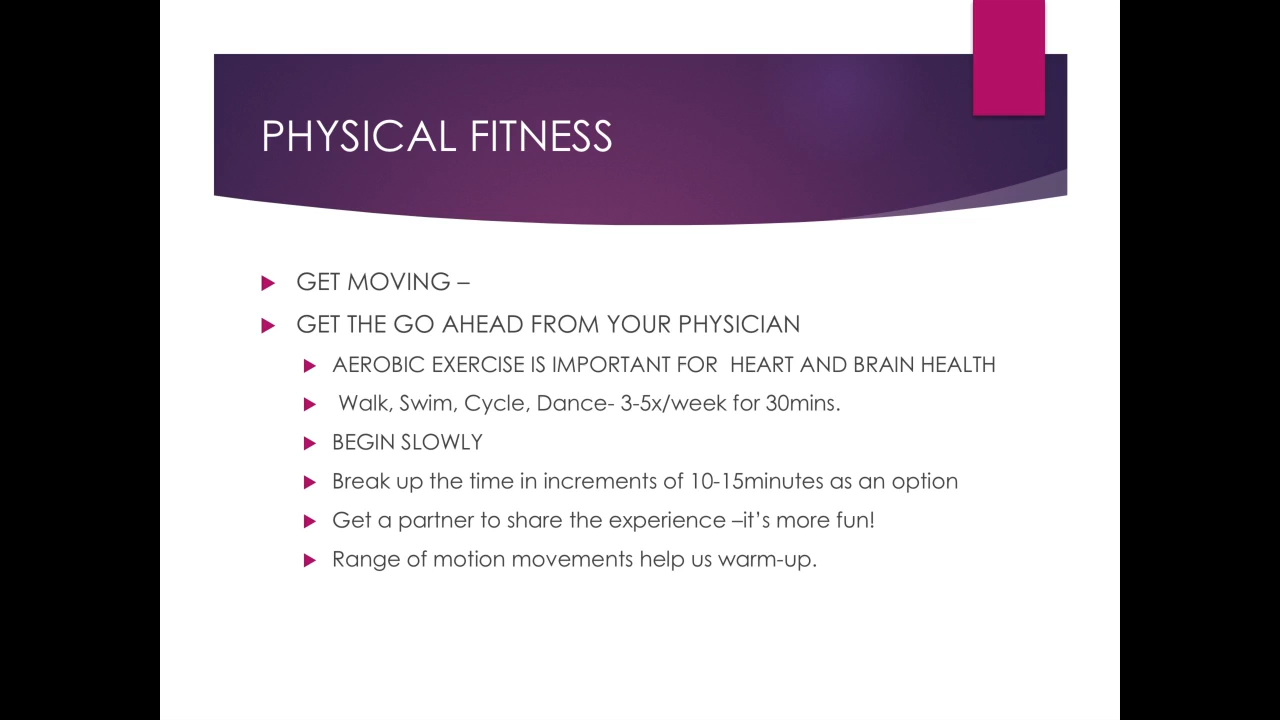 PHYSICAL FITNESS
GET MOVING –
GET THE GO AHEAD FROM YOUR PHYSICIAN
AEROBIC EXERCISE IS IMPORTANT FOR  HEART AND BRAIN HEALTH
Walk, Swim, Cycle, Dance- 3-5x/week for 30mins.
BEGIN SLOWLY
Break up the time in increments of 10-15minutes as an option
Get a partner to share the experience –it’s more fun!
Range of motion movements help us warm-up.